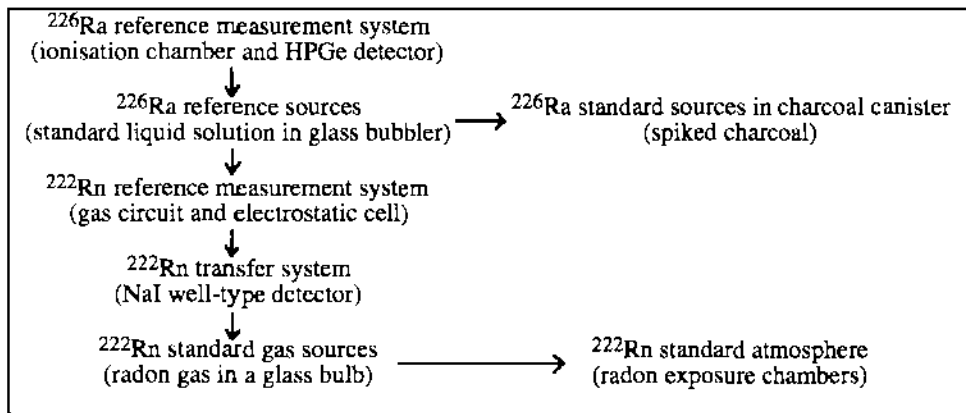 ²²⁶Ra reference measurement system
(ionisation chamber and HPGe detector)
²²⁶Ra reference sources
(standard liquid solution in glass bubbler)
²²⁶Ra standard sources in charcoal canister
(spiked charcoal)
²²²Rn reference measurement system
(gas circuit and electrostatic cell)
²²²Rn transfer system
(NaI well-type detector)
²²²Rn standard gas sources
(radon gas in a glass bulb)
²²²Rn standard atmosphere
(radon exposure chambers)